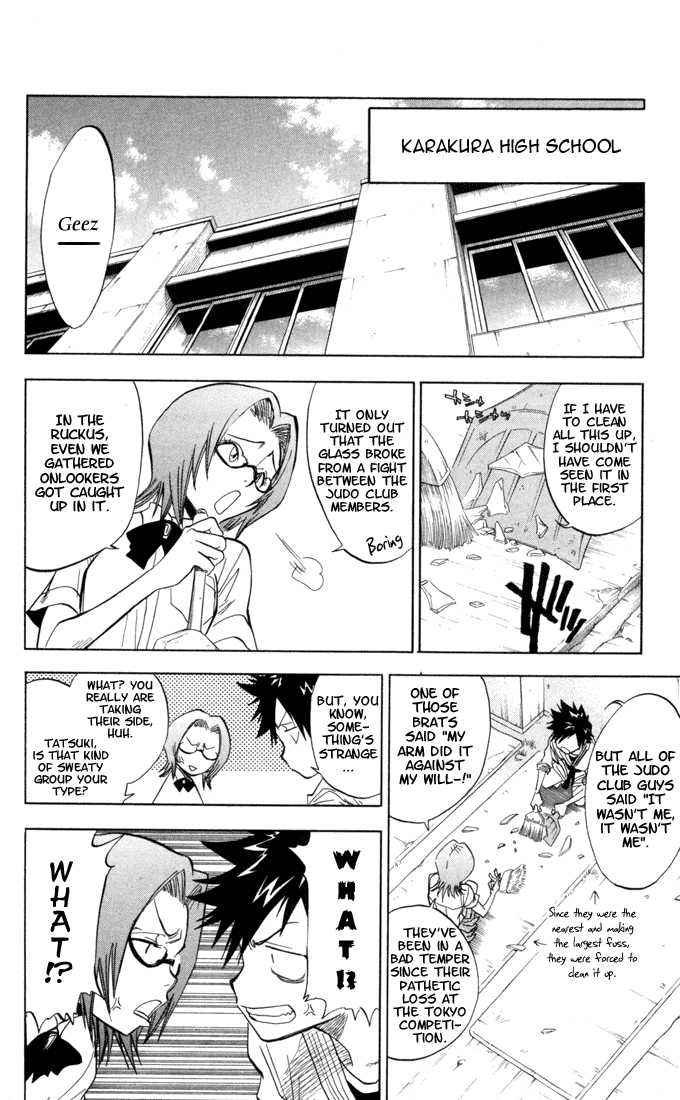 KARAKURA HIGH SCHOOL
Geez
IF I HAVE
TO CLEAN
ALL THIS UP,
I SHOULDN'T
HAVE COME
SEEN IT
IN THE FIRST
PLACE.
IT ONLY
TURNED OUT
THAT THE
GLASS BROKE
FROM A FIGHT
BETWEEN THE
JUDO CLUB
MEMBERS.
Boring
IN THE
RUCKUS,
EVEN WE
GATHERED
ONLOOKERS
GOT CAUGHT
UP IN IT.
BUT ALL OF
THE JUDO
CLUB GUYS
SAID "IT
WASN'T ME,
IT WASN'T
ME".
ONE OF
THOSE
BRATS
SAID "MY
ARM DID IT
AGAINST
MY WILL–!"
Since they were the
nearest and making
the largest fuss,
they were forced to
clean it up.
THEY'VE
BEEN IN A
BAD TEMPER
SINCE THEIR
PATHETIC
LOSS AT
THE TOKYO
COMPETI-
TION.
BUT, YOU
KNOW,
SOME-
THING'S
STRANGE
...
WHAT? YOU
REALLY ARE
TAKING
THEIR SIDE,
HUH.
TATSUKI,
IS THAT KIND
OF SWEATY
GROUP YOUR
TYPE?
WHAT!?
WHAT!?